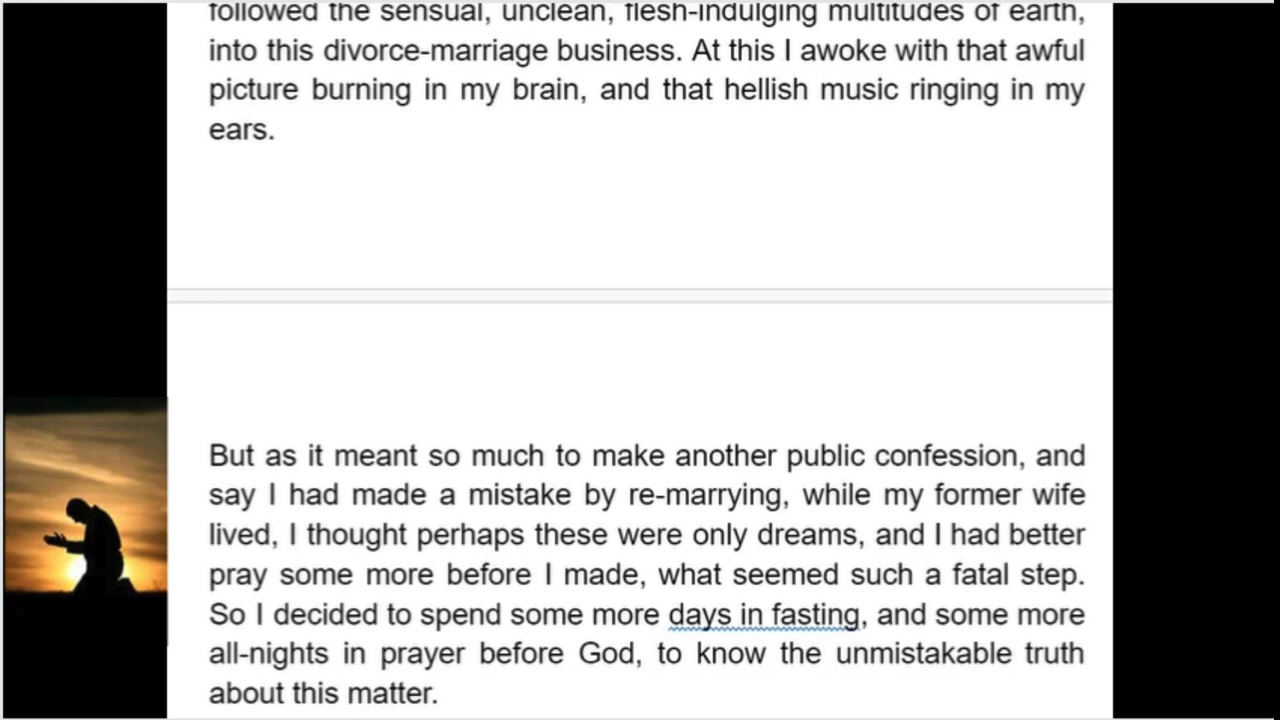 followed the sensual, unclean, flesh-indulging multitudes of earth,
into this divorce-marriage business. At this I awoke with that awful
picture burning in my brain, and that hellish music ringing in my
ears.
But as it meant so much to make another public confession, and
say I had made a mistake by re-marrying, while my former wife
lived, I thought perhaps these were only dreams, and I had better
pray some more before I made, what seemed such a fatal step.
So I decided to spend some more days in fasting, and some more
all-nights in prayer before God, to know the unmistakable truth
about this matter.